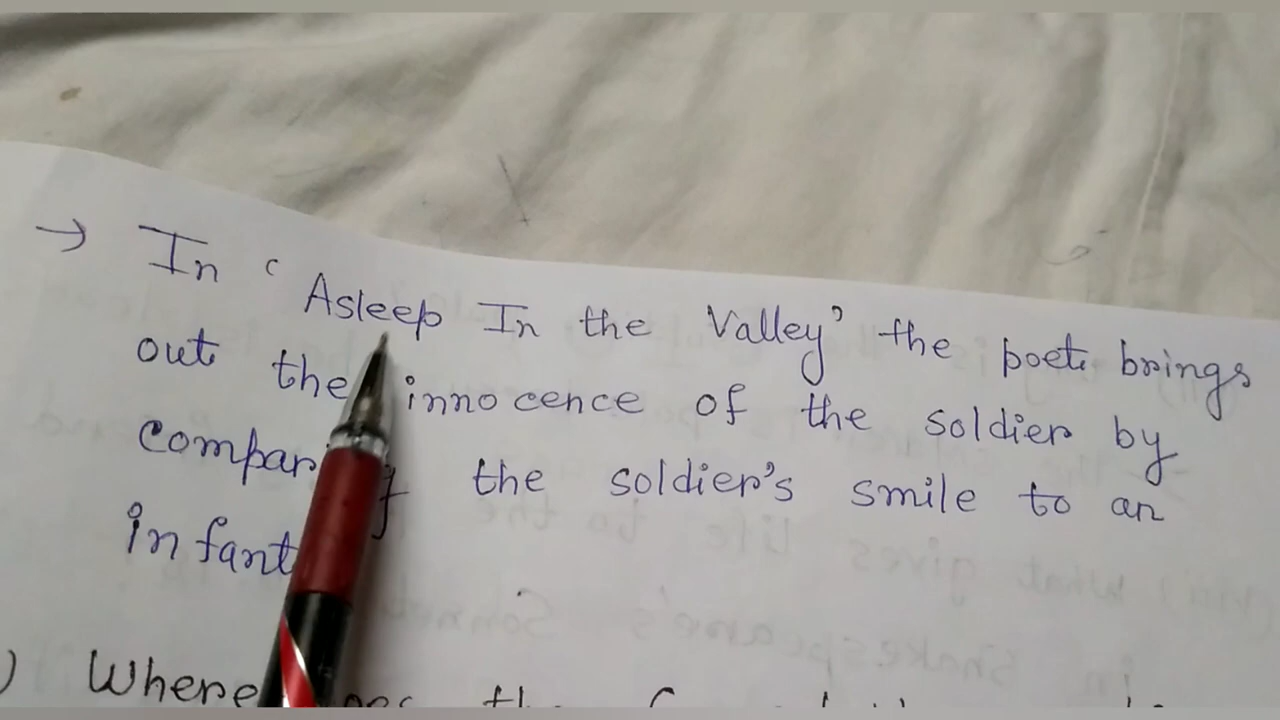 → In ‘Asleep In the Valley’ the poet brings
out the innocence of the soldier by
the soldier's smile to an
infant
) Where the